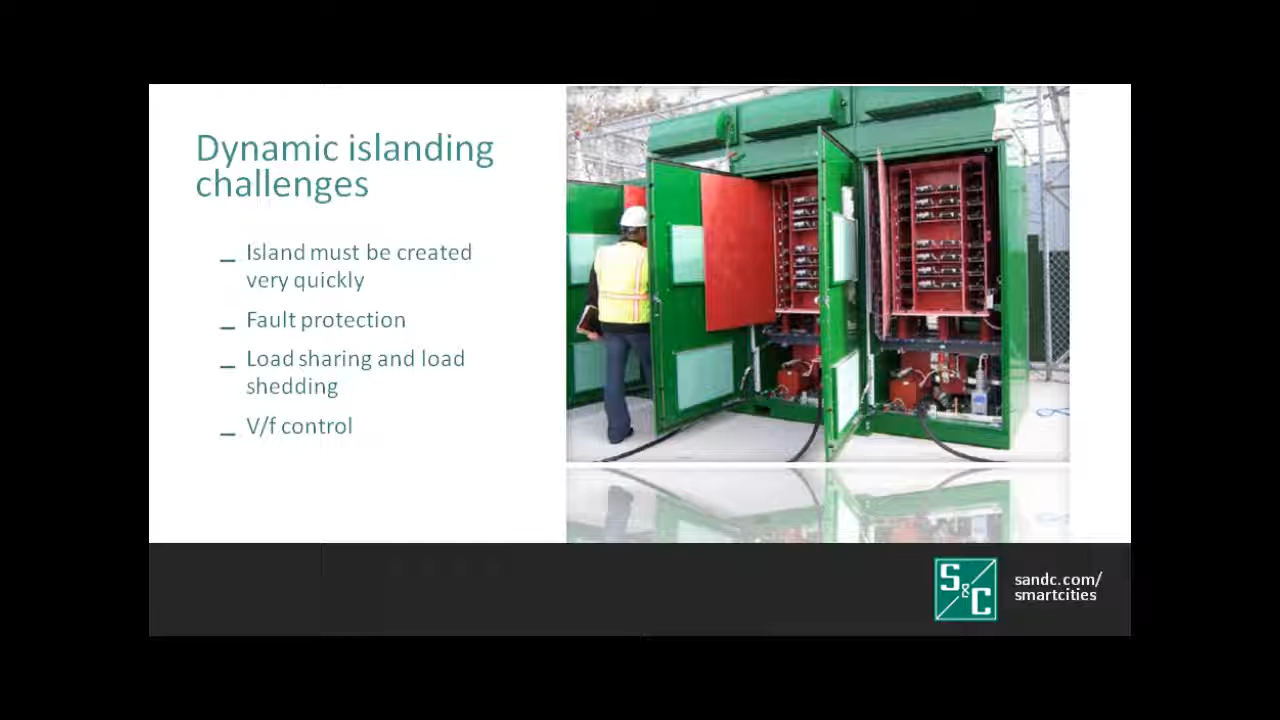 Dynamic islanding
challenges
_ Island must be created
very quickly
_ Fault protection
_ Load sharing and load
shedding
_ V/f control
S&C
sandc.com/
smartcities